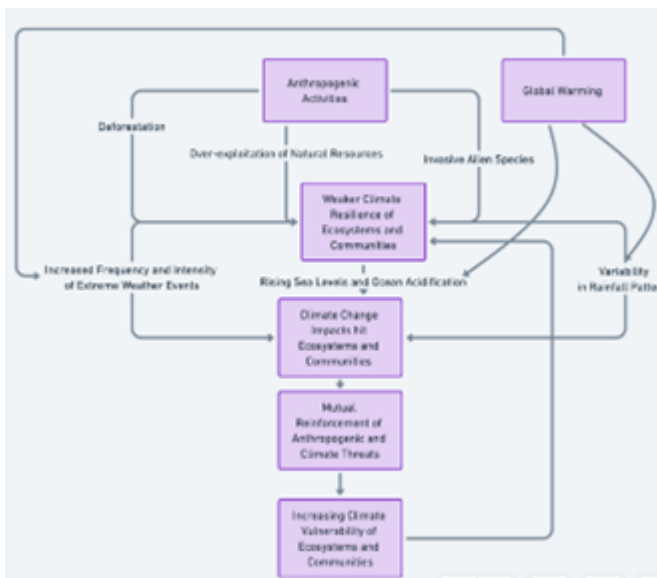 Anthropogenic
Activities
Global Warming
Deforestation
Over-exploitation of Natural Resources
Invasive Alien Species
Weaker Climate
Resilience of
Ecosystems and
Communities
Increased Frequency and Intensity
of Extreme Weather Events
Rising Sea Levels and Ocean Acidification
Variability
in Rainfall Patte
Climate Change
Impacts hit
Ecosystems and
Communities
Mutual
Reinforcement of
Anthropogenic and
Climate Threats
Increasing Climate
Vulnerability of
Ecosystems and
Communities